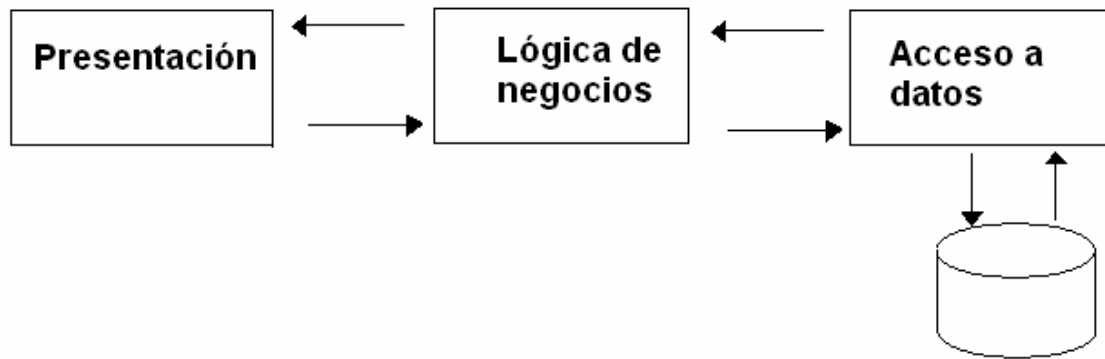 Presentación
Lógica de
negocios
Acceso a
datos